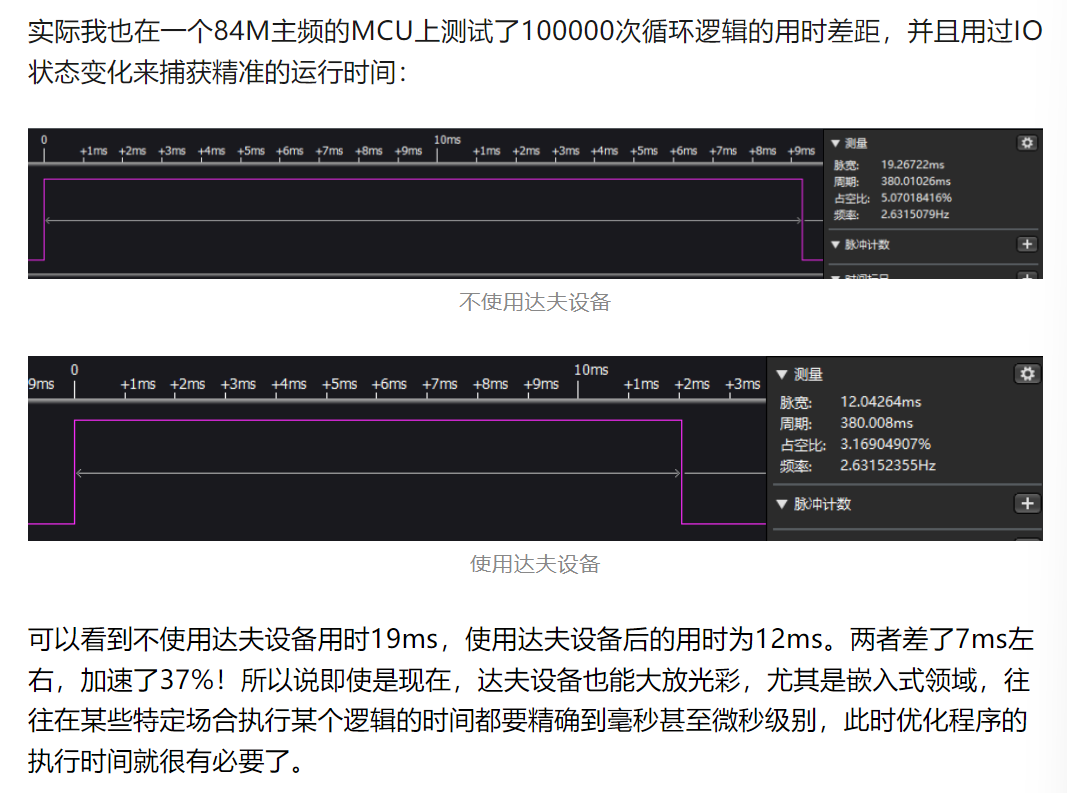 实际我也在一个84M主频的MCU上测试了100000次循环逻辑的用时差距，并且用过IO
状态变化来捕获精准的运行时间：
0 10ms
+1ms +2ms +3ms +4ms +5ms +6ms +7ms +8ms +9ms +1ms +2ms +3ms +4ms +5ms +6ms +7ms +8ms +9ms
▼ 测量
脉宽: 19.26722ms
周期: 380.01026ms
占空比: 5.07018416%
频率: 2.6315079Hz
▼ 脉冲计数
不使用达夫设备
0 10ms
9ms +1ms +2ms +3ms +4ms +5ms +6ms +7ms +8ms +9ms +1ms +2ms +3ms
▼ 测量
脉宽: 12.04264ms
周期: 380.008ms
占空比: 3.16904907%
频率: 2.63152355Hz
▼ 脉冲计数
使用达夫设备
可以看到不使用达夫设备用时19ms，使用达夫设备后的用时为12ms。两者差了7ms左
右，加速了37%！所以说即使是现在，达夫设备也能大放光彩，尤其是嵌入式领域，往
往在某些特定场合执行某个逻辑的时间都要精确到毫秒甚至微秒级别，此时优化程序的
执行时间就很有必要了。